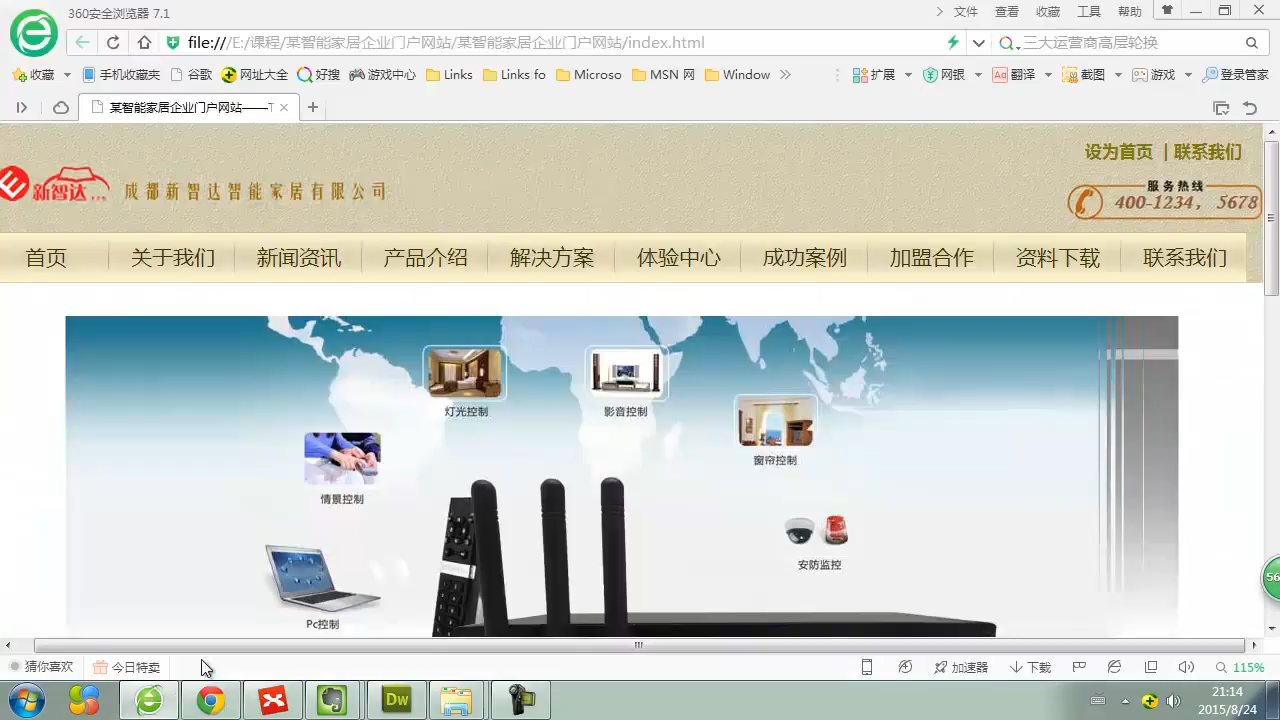 360安全浏览器 7.1
文件 查看 收藏 工具 帮助
file:///E:/课程/某智能家居企业门户网站/某智能家居企业门户网站/index.html
三大运营商高层轮换
收藏 手机收藏夹 谷歌 网址大全 好搜 游戏中心 Links Links fo Microso MSN 网 Window 扩展 网银 翻译 截图 游戏 登录管家
某智能家居企业门户网站——T
设为首页 | 联系我们
新智达 成都新智达智能家居有限公司
服务热线
400-1234，5678
首页 关于我们 新闻资讯 产品介绍 解决方案 体验中心 成功案例 加盟合作 资料下载 联系我们
灯光控制
影音控制
窗帘控制
情景控制
安防监控
Pc控制
56
猜你喜欢 今日特卖 加速器 下载 115%
Dw
21:14
2015/8/24